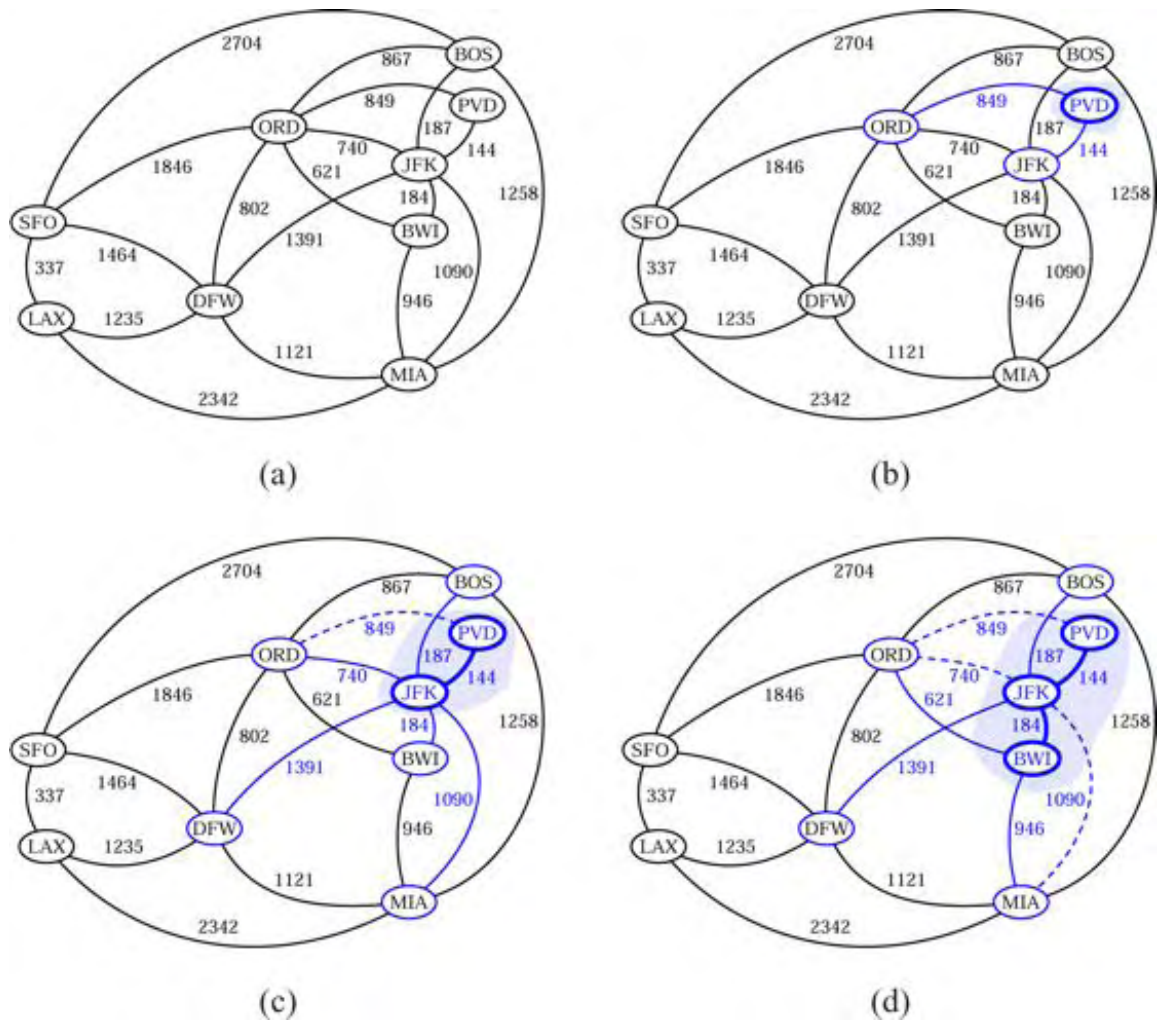 2704
BOS
867
849
PVD
ORD
187
740
144
JFK
1846
621
1258
184
802
SFO
BWI
1391
1464
337
1090
DFW
946
LAX
1235
1121
MIA
2342
(a)
2704
BOS
867
849
PVD
ORD
187
740
144
JFK
1846
621
1258
184
802
SFO
BWI
1391
1464
337
1090
DFW
946
LAX
1235
1121
MIA
2342
(b)
2704
BOS
867
849
PVD
ORD
187
740
144
JFK
1846
621
1258
184
802
SFO
BWI
1391
1464
337
1090
DFW
946
LAX
1235
1121
MIA
2342
(c)
2704
BOS
867
849
PVD
ORD
187
740
144
JFK
1846
621
1258
184
802
SFO
BWI
1391
1464
337
1090
DFW
946
LAX
1235
1121
MIA
2342
(d)